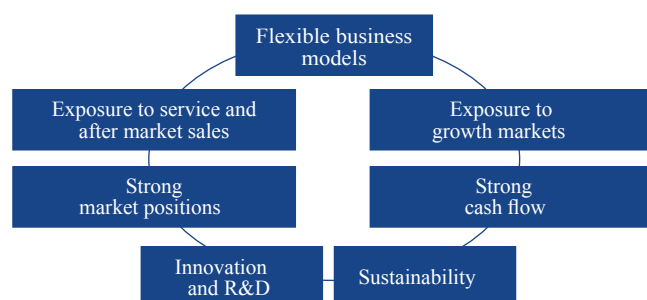 Flexible business
models
Exposure to service and
after market sales
Exposure to
growth markets
Strong
market positions
Strong
cash flow
Innovation
and R&D
Sustainability